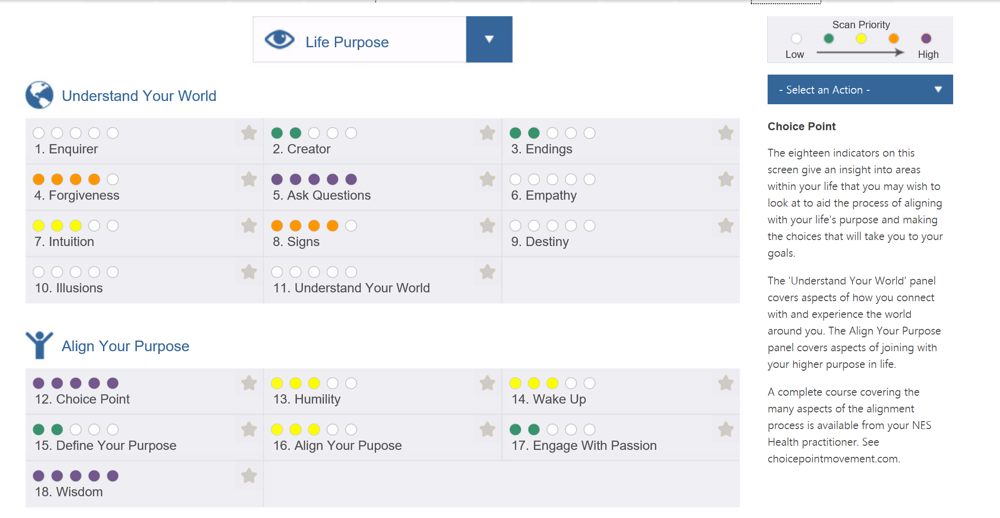 Life Purpose
Scan Priority
Low
High
- Select an Action -
Understand Your World
1. Enquirer
2. Creator
3. Endings
4. Forgiveness
5. Ask Questions
6. Empathy
7. Intuition
8. Signs
9. Destiny
10. Illusions
11. Understand Your World
Align Your Purpose
12. Choice Point
13. Humility
14. Wake Up
15. Define Your Purpose
16. Align Your Pupose
17. Engage With Passion
18. Wisdom
Choice Point
The eighteen indicators on this
screen give an insight into areas
within your life that you may wish to
look at to aid the process of aligning
with your life's purpose and making
the choices that will take you to your
goals.
The 'Understand Your World' panel
covers aspects of how you connect
with and experience the world
around you. The Align Your Purpose
panel covers aspects of joining with
your higher purpose in life.
A complete course covering the
many aspects of the alignment
process is available from your NES
Health practitioner. See
choicepointmovement.com.